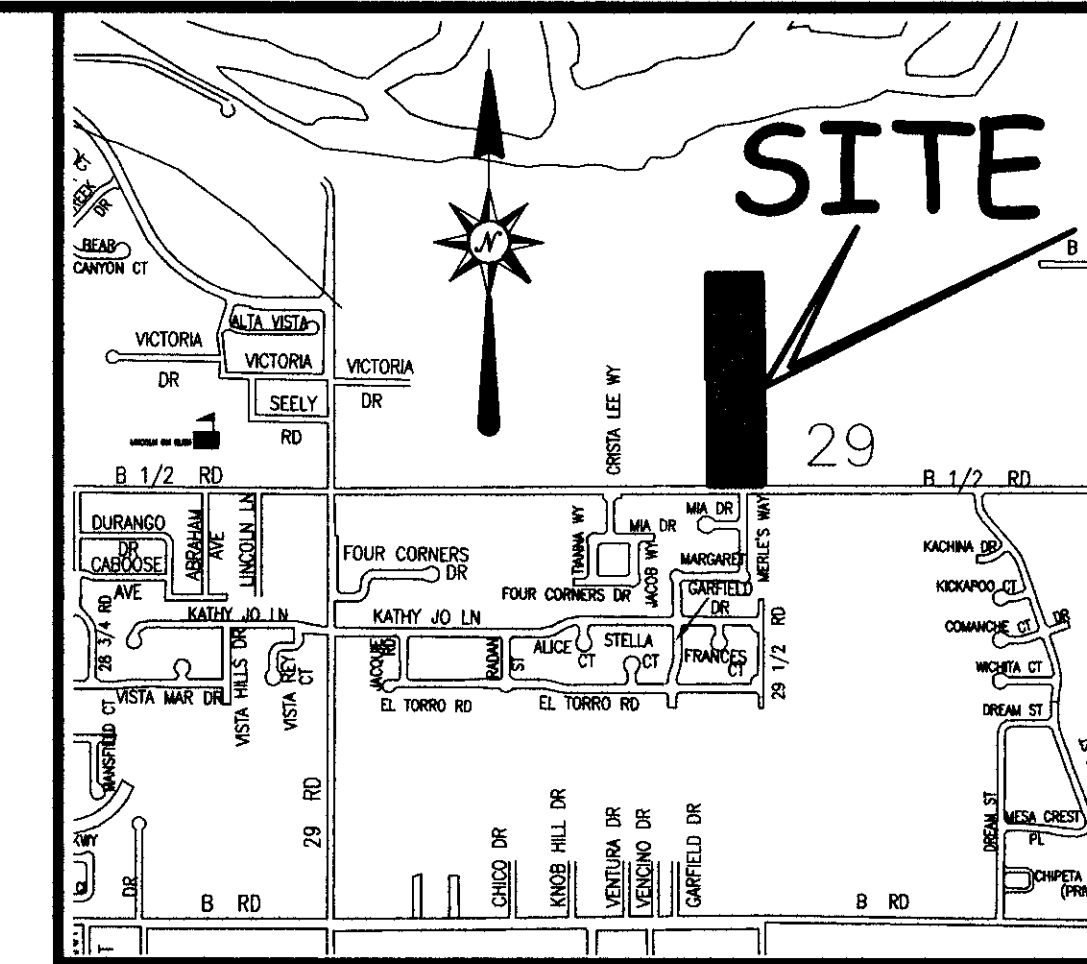 SITE
N
CT
DR
BEAR
CANYON CT
B
ALTA VISTA
VICTORIA
DR
VICTORIA
VICTORIA
DR
SEELY
RD
CRISTA LEE WY
29
B 1/2 RD
B 1/2 RD
DURANGO
DR
CABOOSE
AVE
ABRAHAM
AVE
LINCOLN LN
FOUR CORNERS
DR
TIANNA WY
MIA DR
MIA DR
JACOB WY
MARGARET
MERLE'S WAY
GARFIELD
DR
FOUR CORNERS DR
KACHINA DR
KICKAPOO CT
COMANCHE CT
DR
WICHITA CT
DREAM ST
28 3/4 RD
KATHY JO LN
KATHY JO LN
VISTA MAR DR
VISTA HILLS DR
VISTA REY
CT
JACQUIE
RD
RADAN
ST
ALICE
CT
STELLA
CT
FRANCES
CT
29 1/2 RD
EL TORRO RD
EL TORRO RD
MANSFIELD CT
29 RD
DR
CHICO DR
KNOB HILL DR
VENTURA DR
VENCINO DR
GARFIELD DR
DREAM ST
MESA CREST
PL
CHIPETA
B RD
B RD